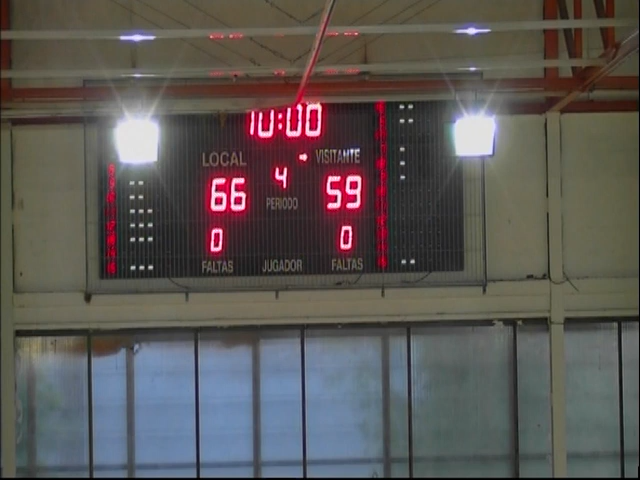 10:00
LOCAL VISITANTE
66 4 59
PERIODO
0 0
FALTAS JUGADOR FALTAS